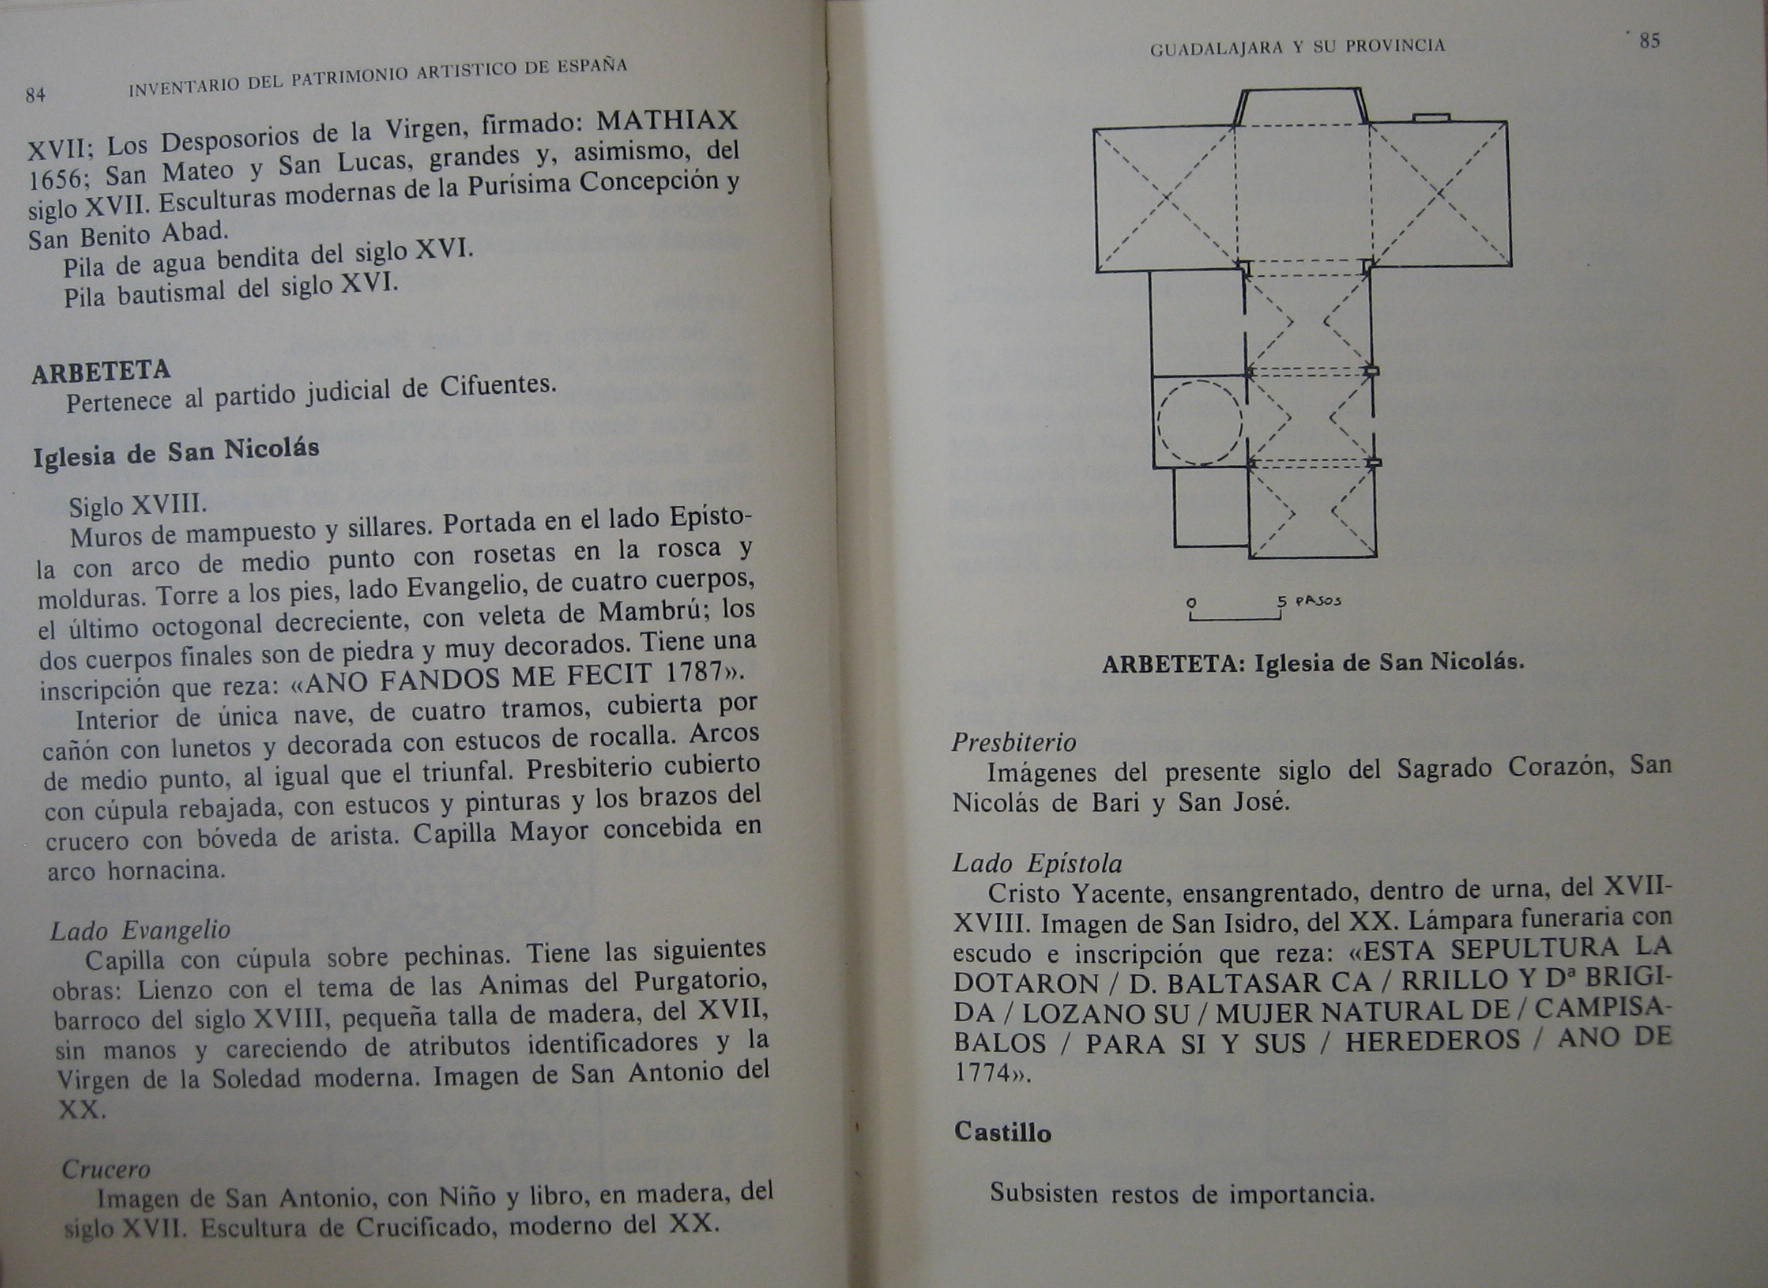 84 INVENTARIO DEL PATRIMONIO ARTISTICO DE ESPAÑA
XVII; Los Desposorios de la Virgen, firmado: MATHIAX
1656; San Mateo y San Lucas, grandes y, asimismo, del
siglo XVII. Esculturas modernas de la Purísima Concepción y
San Benito Abad.
Pila de agua bendita del siglo XVI.
Pila bautismal del siglo XVI.
ARBETETA
Pertenece al partido judicial de Cifuentes.
Iglesia de San Nicolás
Siglo XVIII.
Muros de mampuesto y sillares. Portada en el lado Epísto-
la con arco de medio punto con rosetas en la rosca y
molduras. Torre a los pies, lado Evangelio, de cuatro cuerpos,
el último octogonal decreciente, con veleta de Mambrú; los
dos cuerpos finales son de piedra y muy decorados. Tiene una
inscripción que reza: «ANO FANDOS ME FECIT 1787».
Interior de única nave, de cuatro tramos, cubierta por
cañón con lunetos y decorada con estucos de rocalla. Arcos
de medio punto, al igual que el triunfal. Presbiterio cubierto
con cúpula rebajada, con estucos y pinturas y los brazos del
crucero con bóveda de arista. Capilla Mayor concebida en
arco hornacina.
Lado Evangelio
Capilla con cúpula sobre pechinas. Tiene las siguientes
obras: Lienzo con el tema de las Animas del Purgatorio,
barroco del siglo XVIII, pequeña talla de madera, del XVII,
sin manos y careciendo de atributos identificadores y la
Virgen de la Soledad moderna. Imagen de San Antonio del
XX.
Crucero
Imagen de San Antonio, con Niño y libro, en madera, del
siglo XVII. Escultura de Crucificado, moderno del XX.
GUADALAJARA Y SU PROVINCIA 85
0 5 PASOS
ARBETETA: Iglesia de San Nicolás.
Presbiterio
Imágenes del presente siglo del Sagrado Corazón, San
Nicolás de Bari y San José.
Lado Epístola
Cristo Yacente, ensangrentado, dentro de urna, del XVII-
XVIII. Imagen de San Isidro, del XX. Lámpara funeraria con
escudo e inscripción que reza: «ESTA SEPULTURA LA
DOTARON / D. BALTASAR CA / RRILLO Y Dª BRIGI-
DA / LOZANO SU / MUJER NATURAL DE / CAMPISA-
BALOS / PARA SI Y SUS / HEREDEROS / ANO DE
1774».
Castillo
Subsisten restos de importancia.